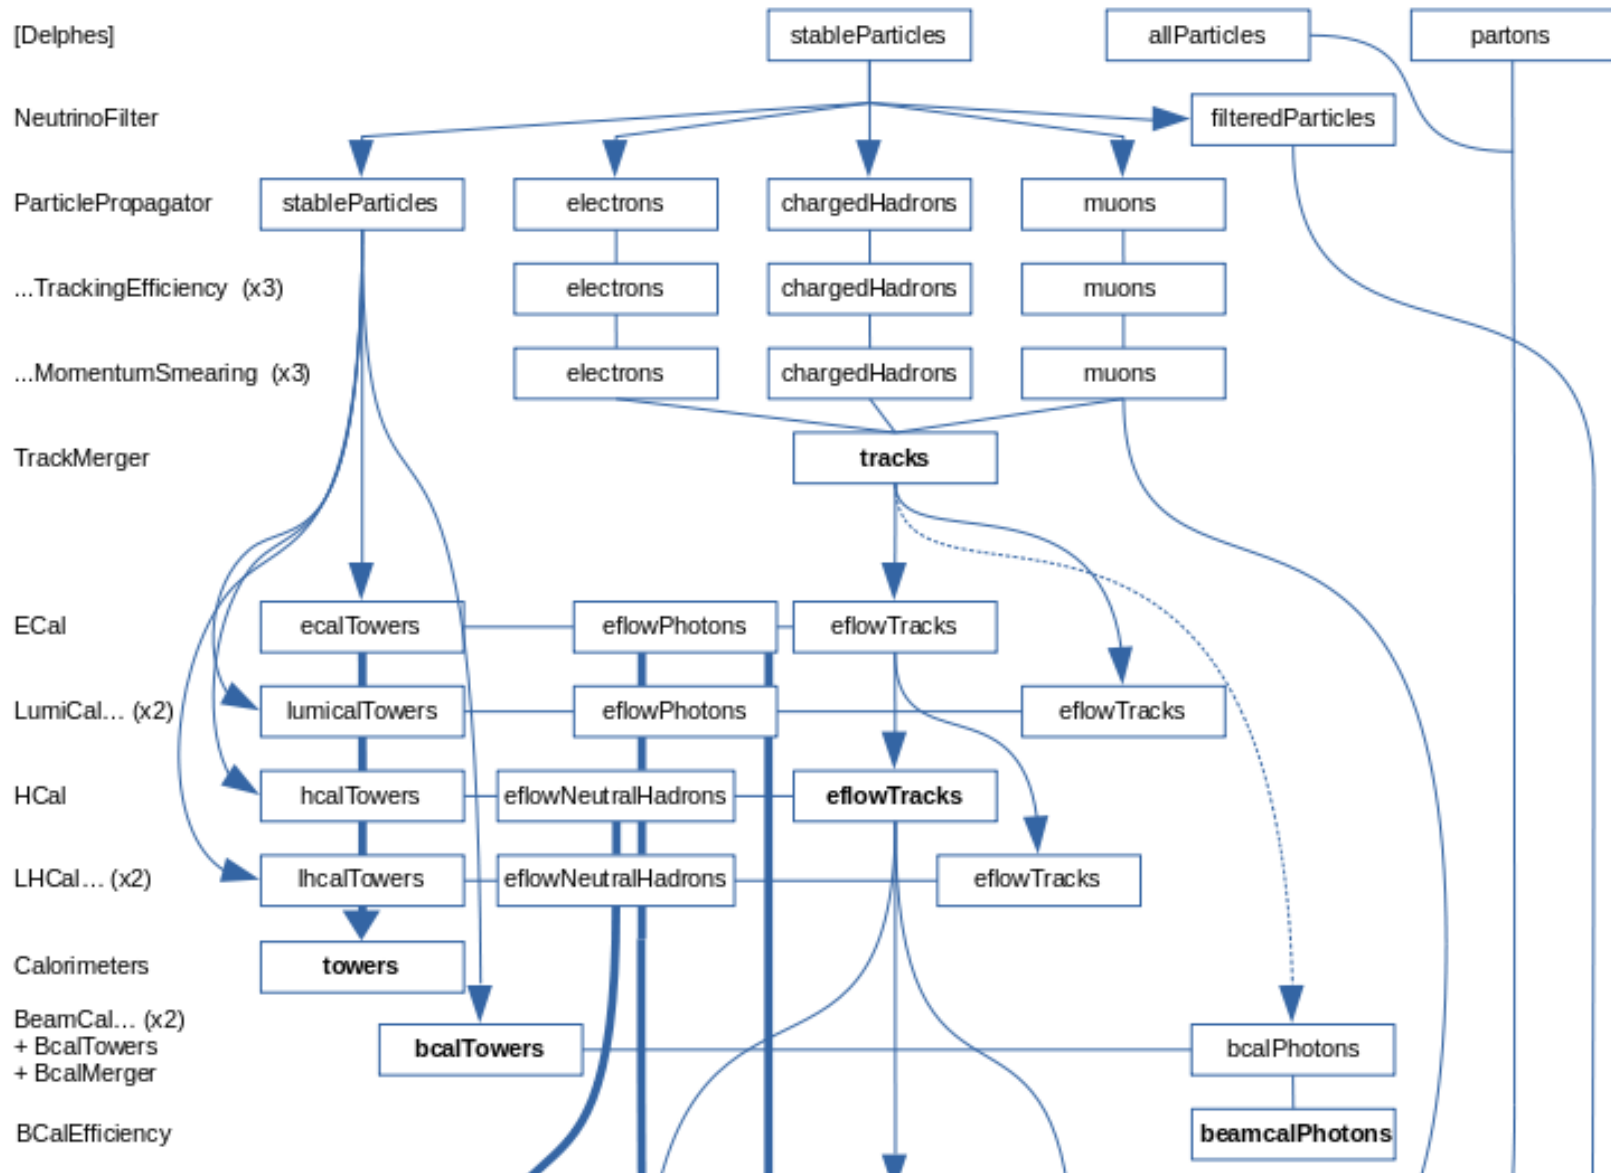 [Delphes]
stableParticles
allParticles
partons
NeutrinoFilter
filteredParticles
ParticlePropagator
stableParticles
electrons
chargedHadrons
muons
...TrackingEfficiency (x3)
electrons
chargedHadrons
muons
...MomentumSmearing (x3)
electrons
chargedHadrons
muons
TrackMerger
tracks
ECal
ecalTowers
eflowPhotons
eflowTracks
LumiCal... (x2)
lumicalTowers
eflowPhotons
eflowTracks
HCal
hcalTowers
eflowNeutralHadrons
eflowTracks
LHCal... (x2)
lhcalTowers
eflowNeutralHadrons
eflowTracks
Calorimeters
towers
BeamCal... (x2)
+ BcalTowers
+ BcalMerger
bcalTowers
bcalPhotons
BCalEfficiency
beamcalPhotons